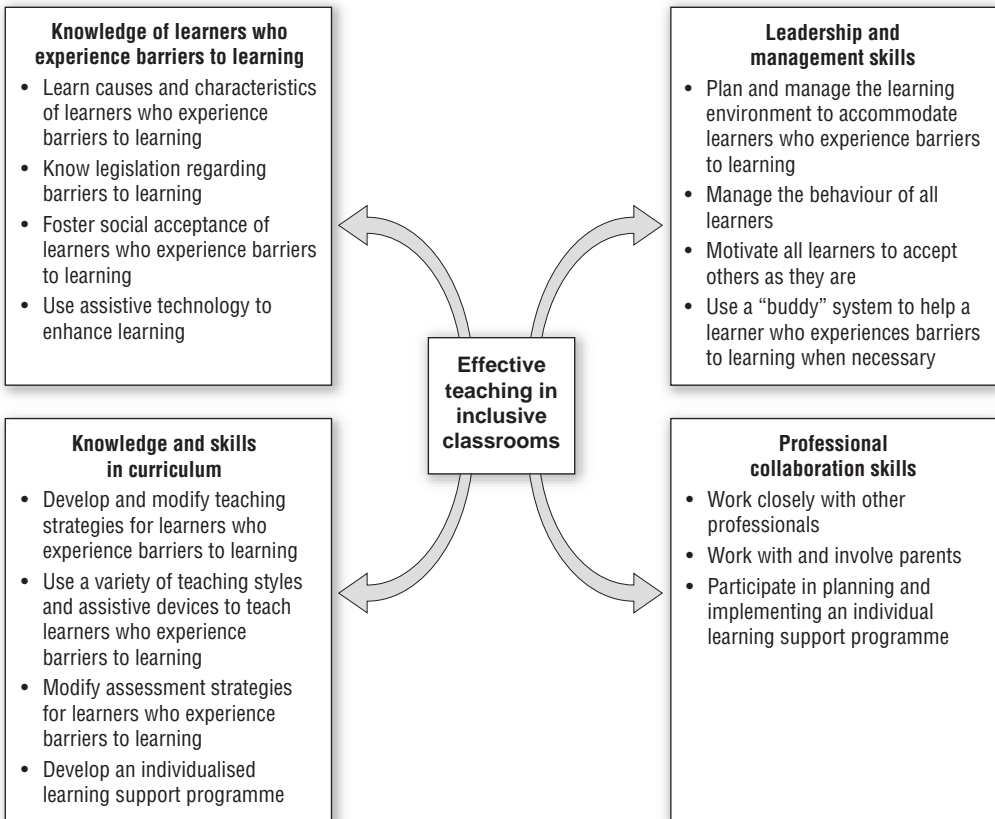 Knowledge of learners who
experience barriers to learning
• Learn causes and characteristics
of learners who experience
barriers to learning
• Know legislation regarding
barriers to learning
• Foster social acceptance of
learners who experience barriers
to learning
• Use assistive technology to
enhance learning
Leadership and
management skills
• Plan and manage the learning
environment to accommodate
learners who experience barriers
to learning
• Manage the behaviour of all
learners
• Motivate all learners to accept
others as they are
• Use a “buddy” system to help a
learner who experiences barriers
to learning when necessary
Effective
teaching in
inclusive
classrooms
Knowledge and skills
in curriculum
• Develop and modify teaching
strategies for learners who
experience barriers to learning
• Use a variety of teaching styles
and assistive devices to teach
learners who experience
barriers to learning
• Modify assessment strategies
for learners who experience
barriers to learning
• Develop an individualised
learning support programme
Professional
collaboration skills
• Work closely with other
professionals
• Work with and involve parents
• Participate in planning and
implementing an individual
learning support programme